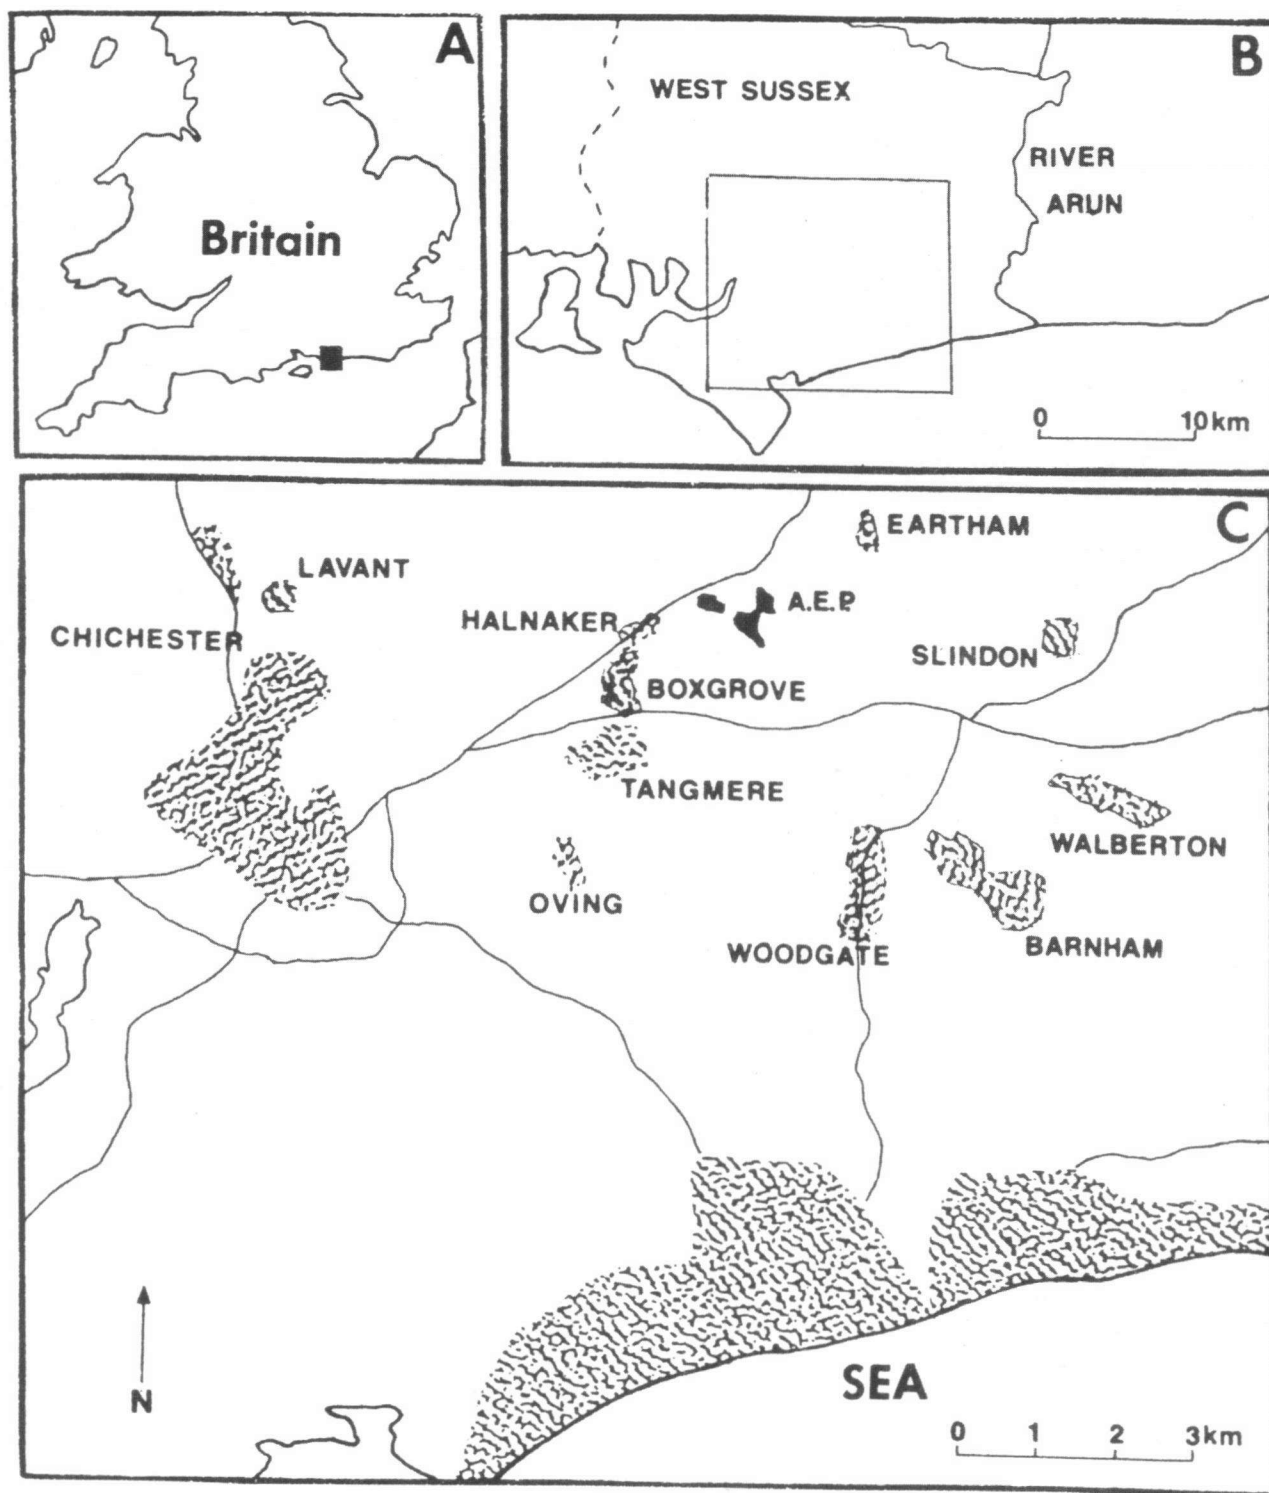 A
Britain
B
WEST SUSSEX
RIVER
ARUN
0 10km
C
EARTHAM
LAVANT
A.E.P.
HALNAKER
CHICHESTER
SLINDON
BOXGROVE
TANGMERE
WALBERTON
OVING
WOODGATE
BARNHAM
SEA
N
0 1 2 3km